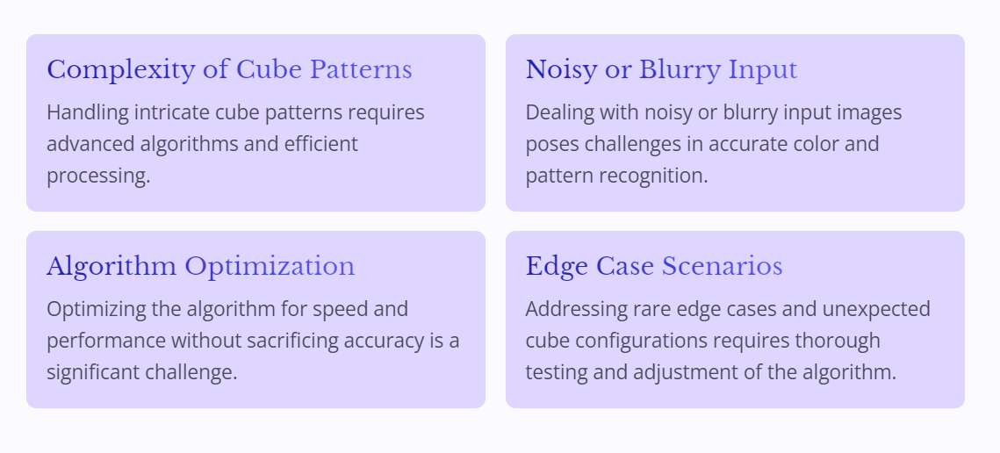 Complexity of Cube Patterns
Handling intricate cube patterns requires
advanced algorithms and efficient
processing.
Noisy or Blurry Input
Dealing with noisy or blurry input images
poses challenges in accurate color and
pattern recognition.
Algorithm Optimization
Optimizing the algorithm for speed and
performance without sacrificing accuracy is a
significant challenge.
Edge Case Scenarios
Addressing rare edge cases and unexpected
cube configurations requires thorough
testing and adjustment of the algorithm.